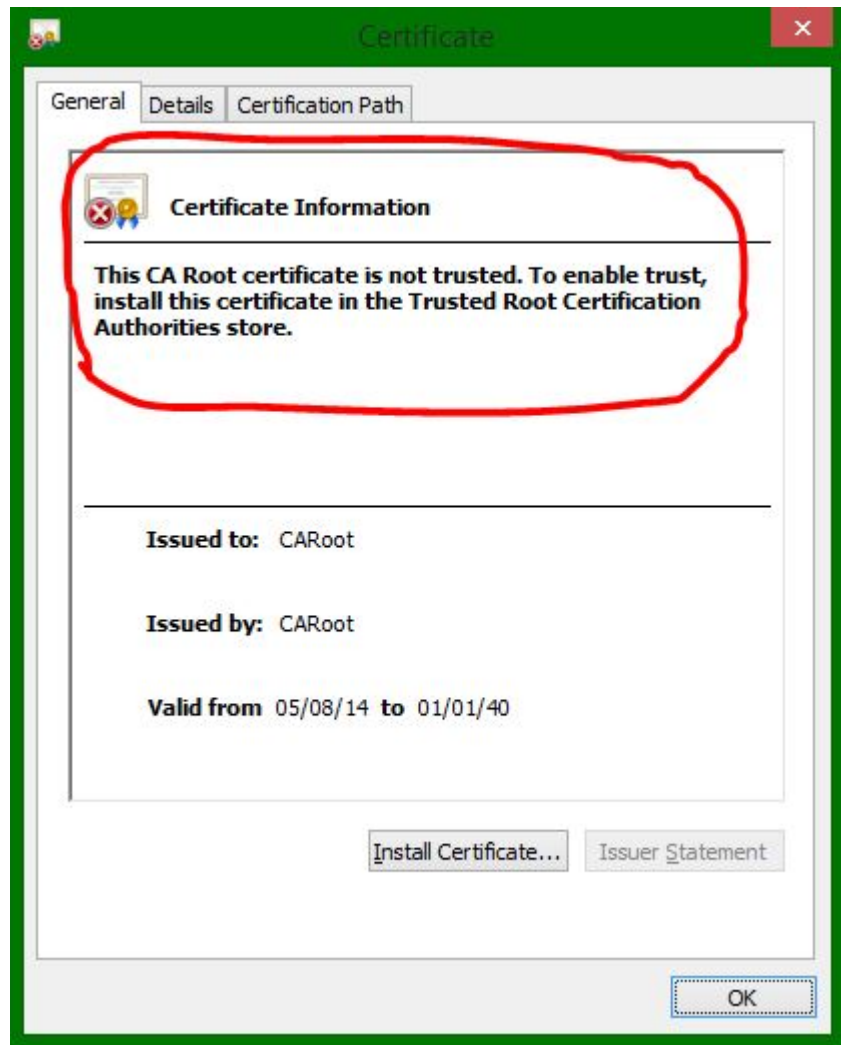 Certificate
General Details Certification Path
Certificate Information
This CA Root certificate is not trusted. To enable trust,
install this certificate in the Trusted Root Certification
Authorities store.
Issued to: CARoot
Issued by: CARoot
Valid from 05/08/14 to 01/01/40
Install Certificate... Issuer Statement
OK